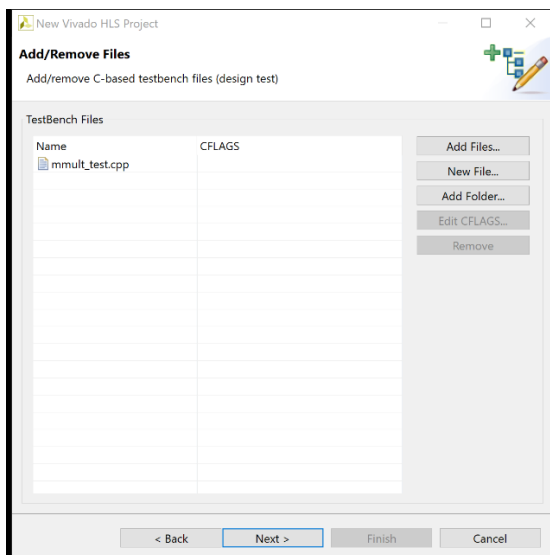 New Vivado HLS Project
Add/Remove Files
Add/remove C-based testbench files (design test)
TestBench Files
Name CFLAGS
mmult_test.cpp
Add Files...
New File...
Add Folder...
Edit CFLAGS...
Remove
< Back Next > Finish Cancel